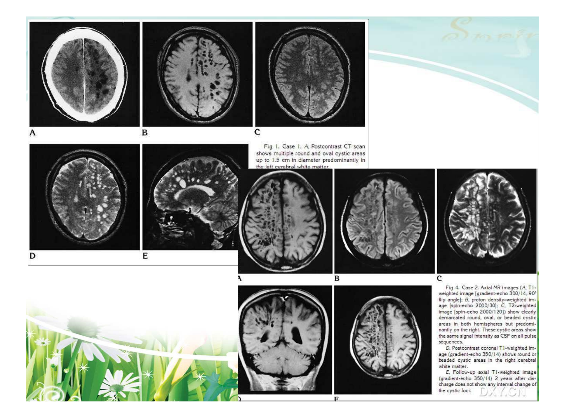 A
B
C
Fig. 1. Case 1. A, Postcontrast CT scan
shows multiple round and oval cystic areas
up to 1.5 cm in diameter predominantly in
the left cerebral white matter.
D
E
A
B
C
Fig. 4. Case 2: Axial MR images (A, T1-
weighted image [gradient-echo 200/14, 90°
flip angle]; B, proton density-weighted im-
age [spin-echo 2000/30]; C, T2-weighted
image [spin-echo 2000/120]) show clearly
demarcated round, oval, or beaded cystic
areas in both hemispheres but predomi-
nantly on the right. These cystic areas show
the same signal intensity as CSF on all pulse
sequences.
D, Postcontrast coronal T1-weighted im-
age (gradient-echo 350/14) shows round or
beaded cystic areas in the right cerebral
white matter.
E, Follow-up axial T1-weighted image
(gradient-echo 350/14) 2 years after dis-
charge does not show any interval change of
the cystic foci.
DXY.CN